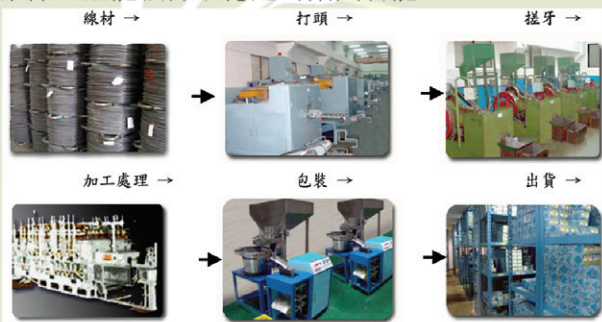 線材 → 打頭 → 搓牙 →
加工處理 → 包裝 → 出貨 →